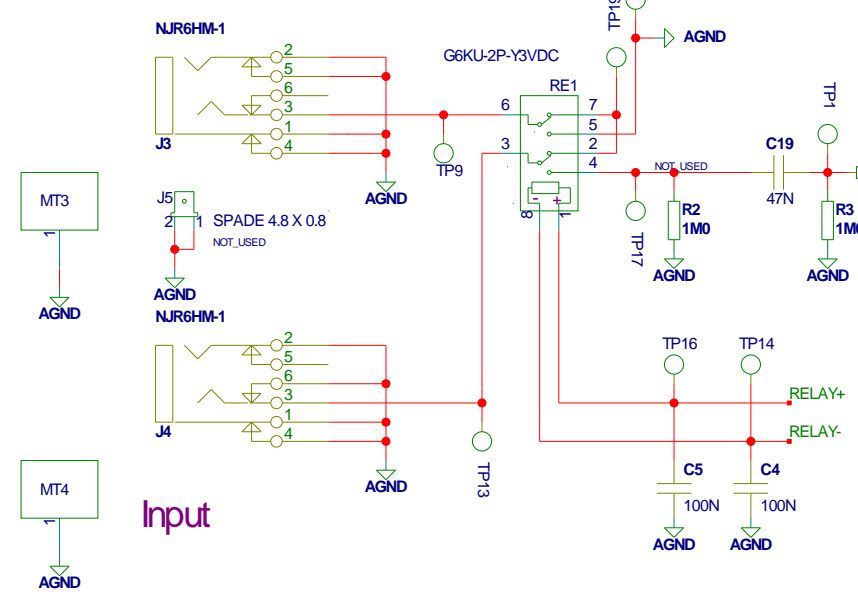 NJR6HM-1
2
5
6
3
1
4
J3
TP9
AGND
G6KU-2P-Y3VDC
RE1
6
3
7
5
2
4
-
+
8
1
TP19
AGND
NOT_USED
TP17
R2
1M0
AGND
C19
47N
TP1
R3
AGND
MT3
1
AGND
J5
2
1
SPADE 4.8 X 0.8
NOT_USED
AGND
NJR6HM-1
2
5
6
3
1
4
J4
TP13
AGND
TP16
TP14
RELAY+
RELAY-
C5
100N
AGND
C4
100N
AGND
MT4
1
AGND
Input